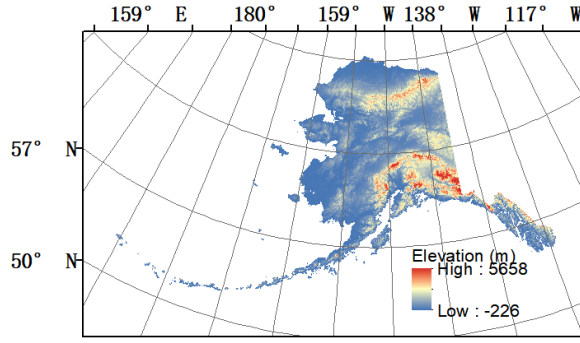 159° E 180° 159° W 138° W 117° W
57° N
50° N
Elevation (m)
High : 5658
Low : -226